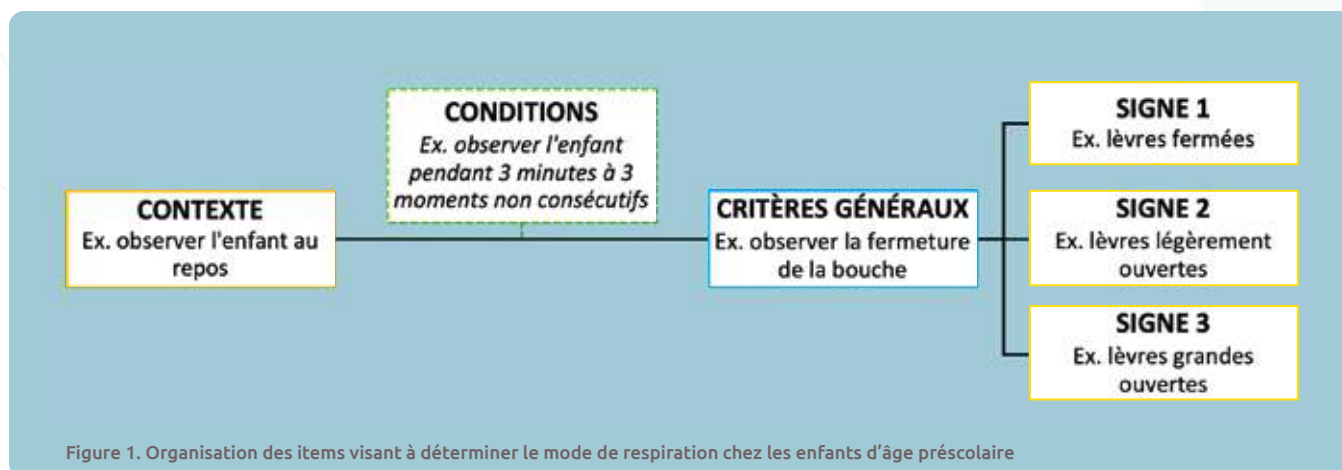 CONDITIONS
Ex. observer l'enfant
pendant 3 minutes à 3
moments non consécutifs
CONTEXTE
Ex. observer l'enfant au
repos
CRITÈRES GÉNÉRAUX
Ex. observer la fermeture
de la bouche
SIGNE 1
Ex. lèvres fermées
SIGNE 2
Ex. lèvres légèrement
ouvertes
SIGNE 3
Ex. lèvres grandes
ouvertes
Figure 1. Organisation des items visant à déterminer le mode de respiration chez les enfants d’âge préscolaire